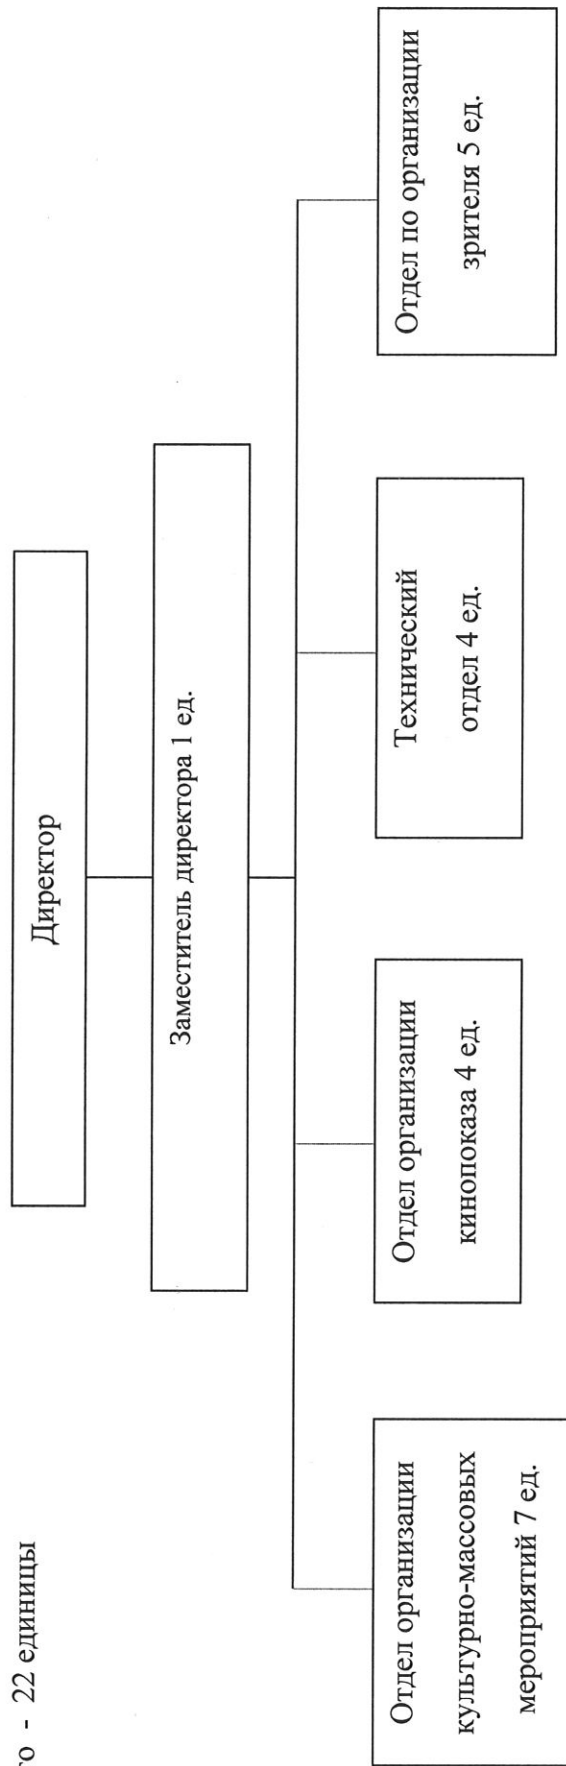 го - 22 единицы
Директор
Заместитель директора 1 ед.
Отдел организации
культурно-массовых
мероприятий 7 ед.
Отдел организации
кинопоказа 4 ед.
Технический
отдел 4 ед.
Отдел по организации
зрителя 5 ед.